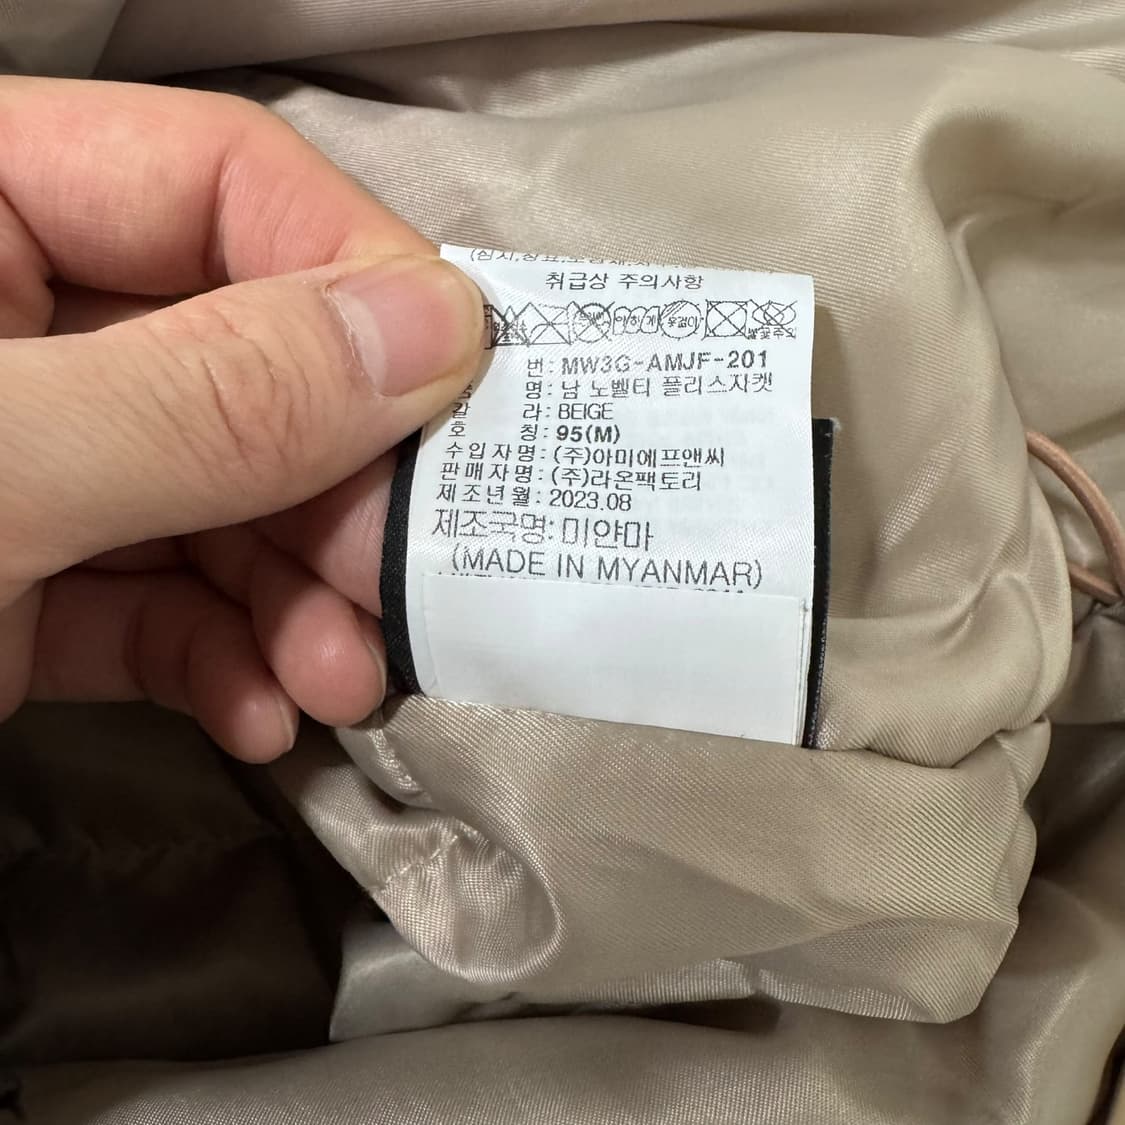 취급상 주의사항
번: MW3G-AMJF-201
명: 남 노벨티 플리스자켓
칼 라: BEIGE
호 칭: 95(M)
수입자명: (주)아미에프앤씨
판매자명: (주)라온팩토리
제조년월: 2023.08
제조국명: 미얀마
(MADE IN MYANMAR)